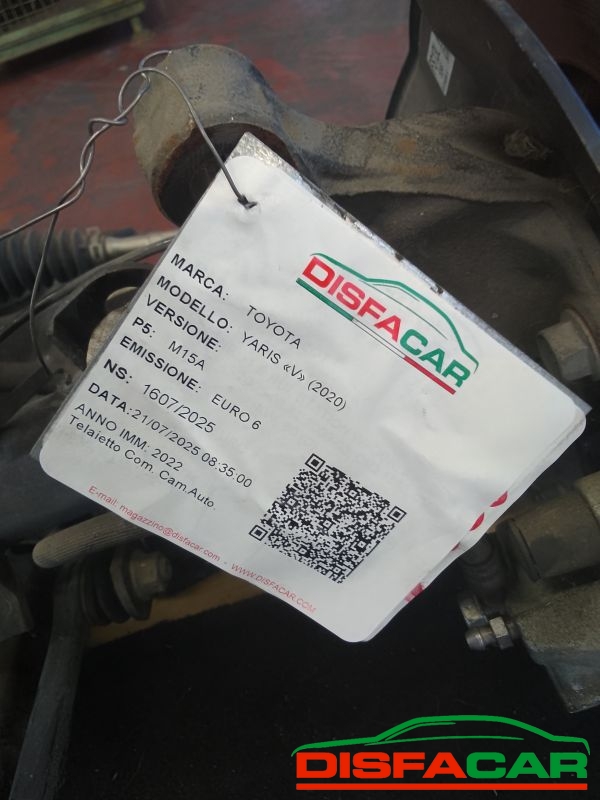 DISFACAR
MARCA: TOYOTA
MODELLO: YARIS «V» (2020)
VERSIONE:
P5: M15A
EMISSIONE: EURO 6
NS: 1607/2025
DATA:21/07/2025 08:35:00
ANNO IMM: 2022
Telaietto Com. Cam.Auto.
E-mail: magazzino@disfacar.com - WWW.DISFACAR.COM
DISFACAR